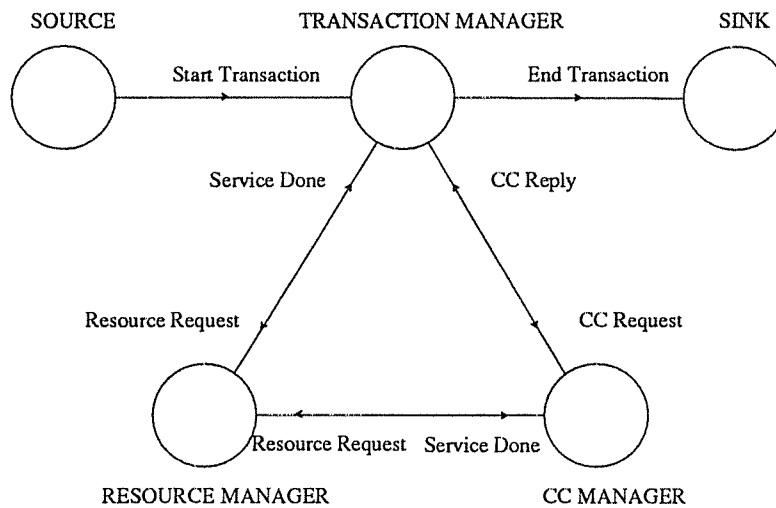 SOURCE
TRANSACTION MANAGER
SINK
Start Transaction
End Transaction
Service Done
CC Reply
Resource Request
CC Request
Resource Request
Service Done
RESOURCE MANAGER
CC MANAGER